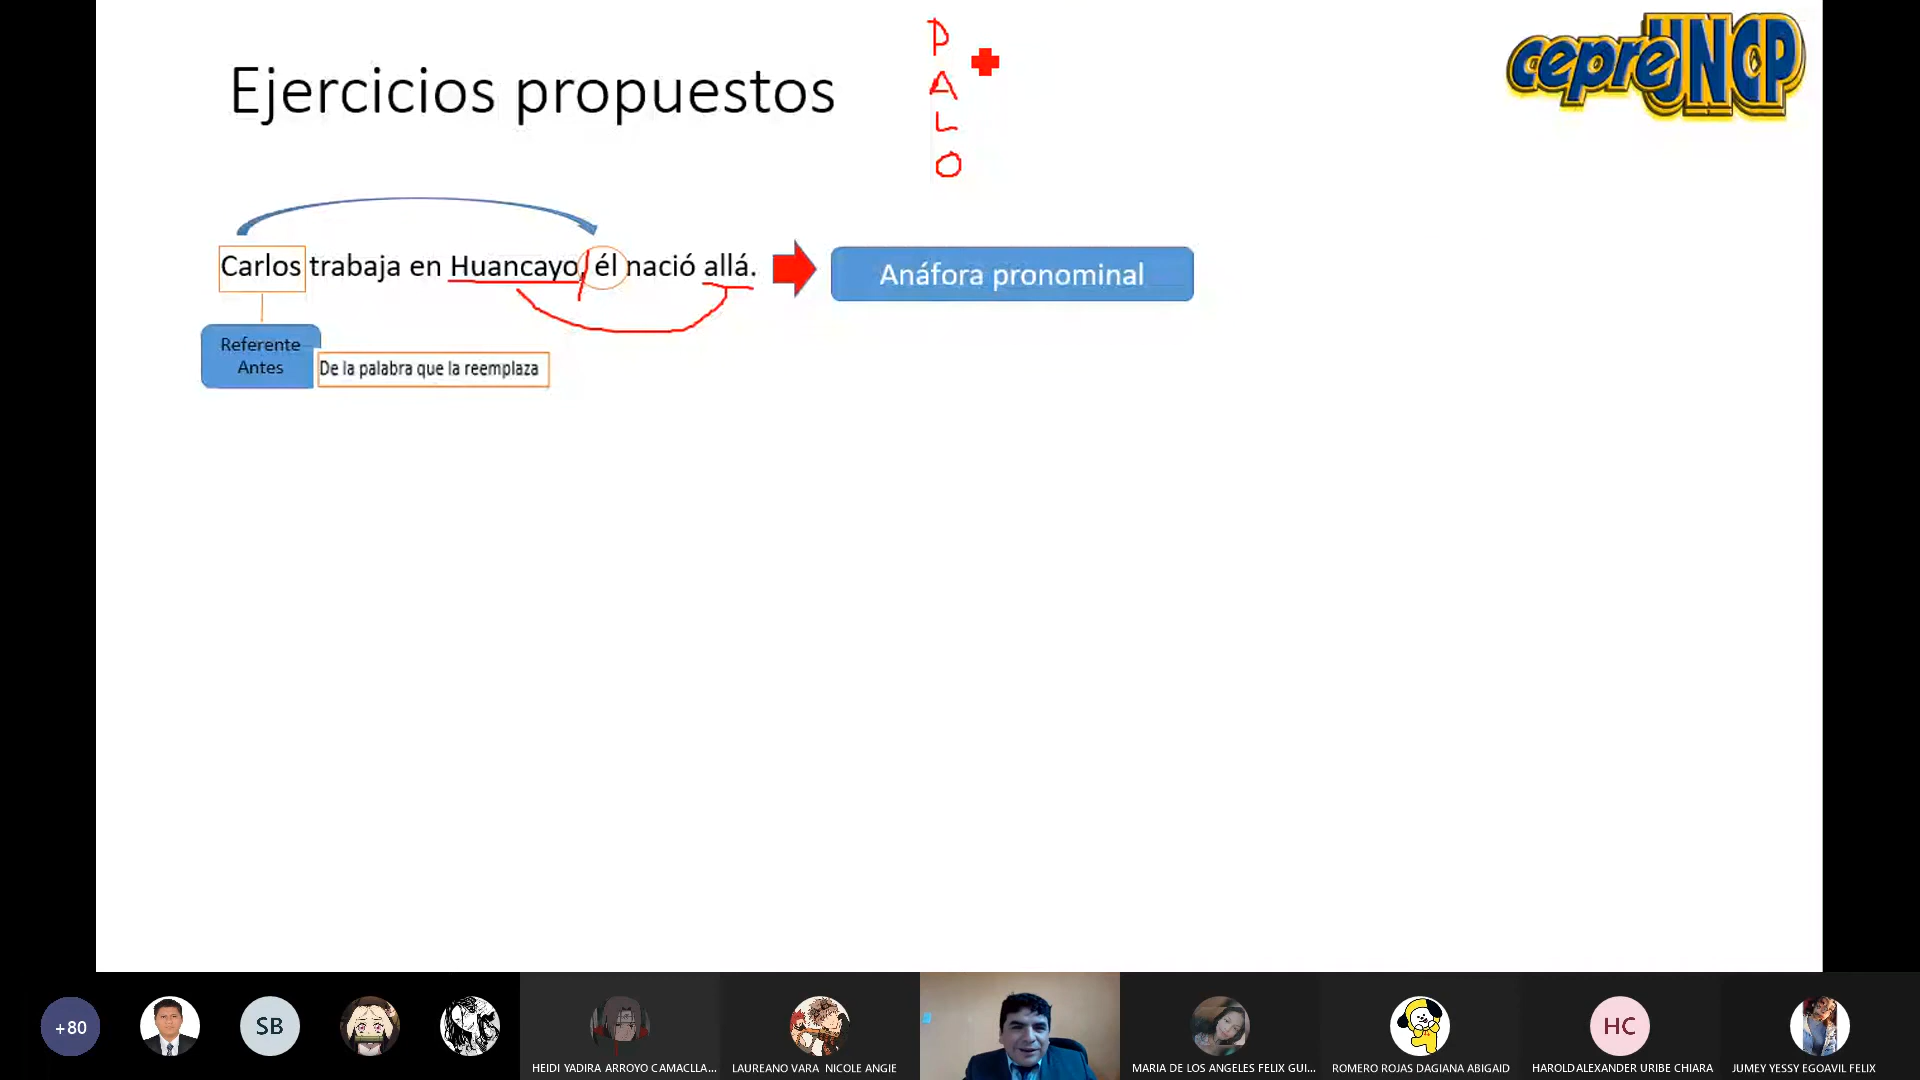 Ejercicios propuestos
P
A
L
O
cepre UNCP
Carlos trabaja en Huancayo, él nació allá.
Anáfora pronominal
Referente
Antes
De la palabra que la reemplaza
+80
SB
HC
HEIDI YADIRA ARROYO CAMACLLA...
LAUREANO VARA NICOLE ANGIE
MARIA DE LOS ANGELES FELIX GUI...
ROMERO ROJAS DAGIANA ABIGAID
HAROLD ALEXANDER URIBE CHIARA
JUMEY YESSY EGOAVIL FELIX